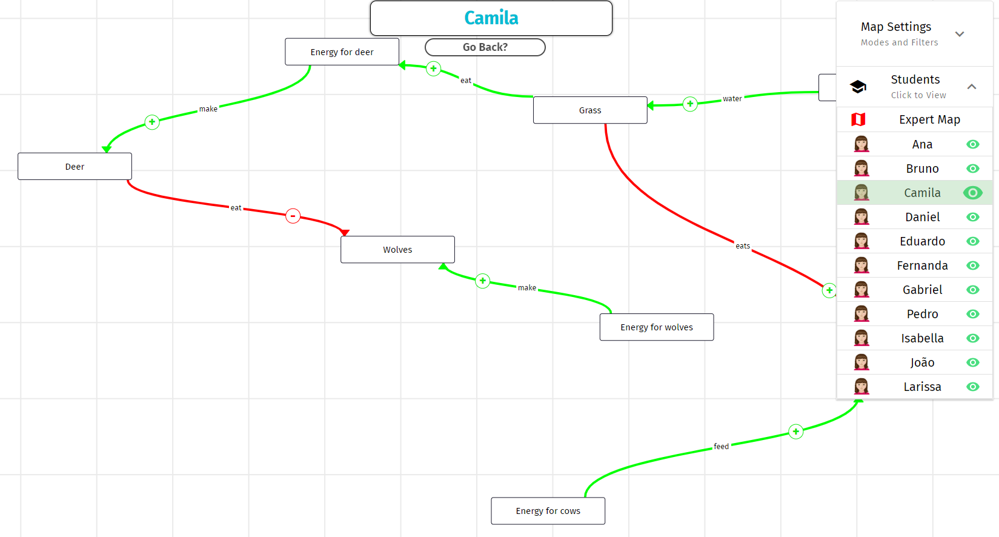 Camila
Go Back?
Energy for deer
eat
water
Grass
make
Deer
eat
-
Wolves
eats
make
Energy for wolves
feed
Energy for cows
+
+
+
+
+
+
Map Settings
Modes and Filters
Students
Click to View
Expert Map
Ana
Bruno
Camila
Daniel
Eduardo
Fernanda
Gabriel
Pedro
Isabella
João
Larissa